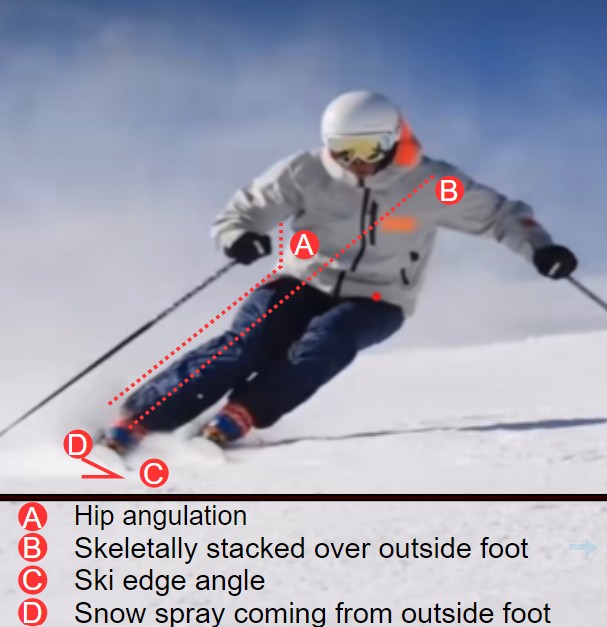 B
A
D
C
A Hip angulation
B Skeletally stacked over outside foot
C Ski edge angle
D Snow spray coming from outside foot